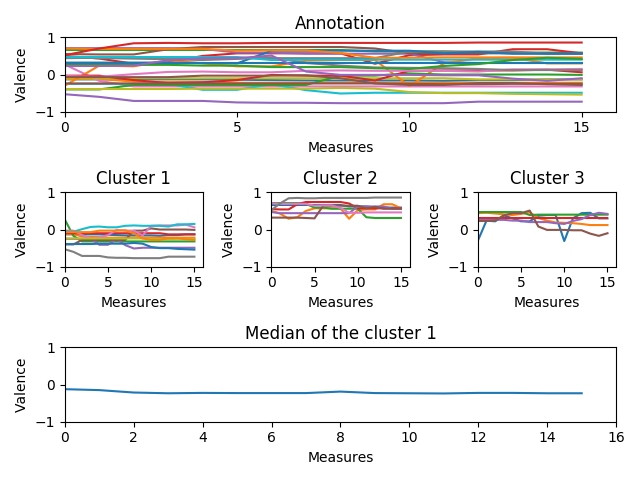 Annotation
Valence
1
0
−1
0 5 10 15
Measures
Cluster 1 Cluster 2 Cluster 3
Valence Valence Valence
1 1 1
0 0 0
−1 −1 −1
0 5 10 15 0 5 10 15 0 5 10 15
Measures Measures Measures
Median of the cluster 1
Valence
1
0
−1
0 2 4 6 8 10 12 14 16
Measures